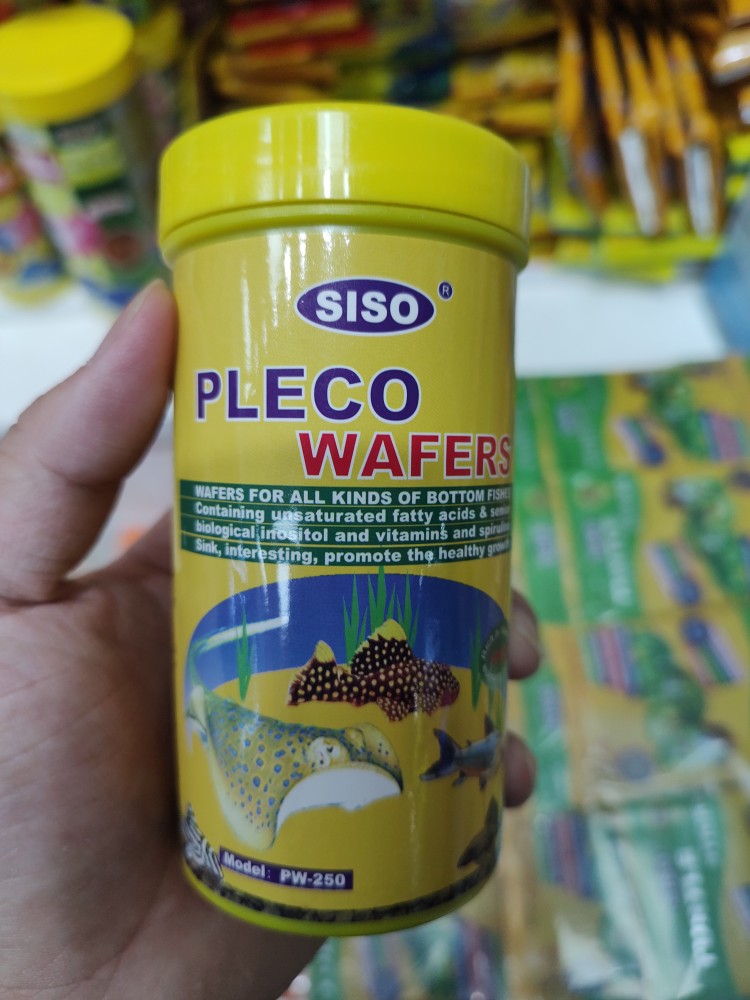 SISO ®
PLECO
WAFERS
WAFERS FOR ALL KINDS OF BOTTOM FISHE
Containing unsaturated fatty acids &
biological inositol and vitamins and
Sink, interesting, promote the healthy
Model: PW-250